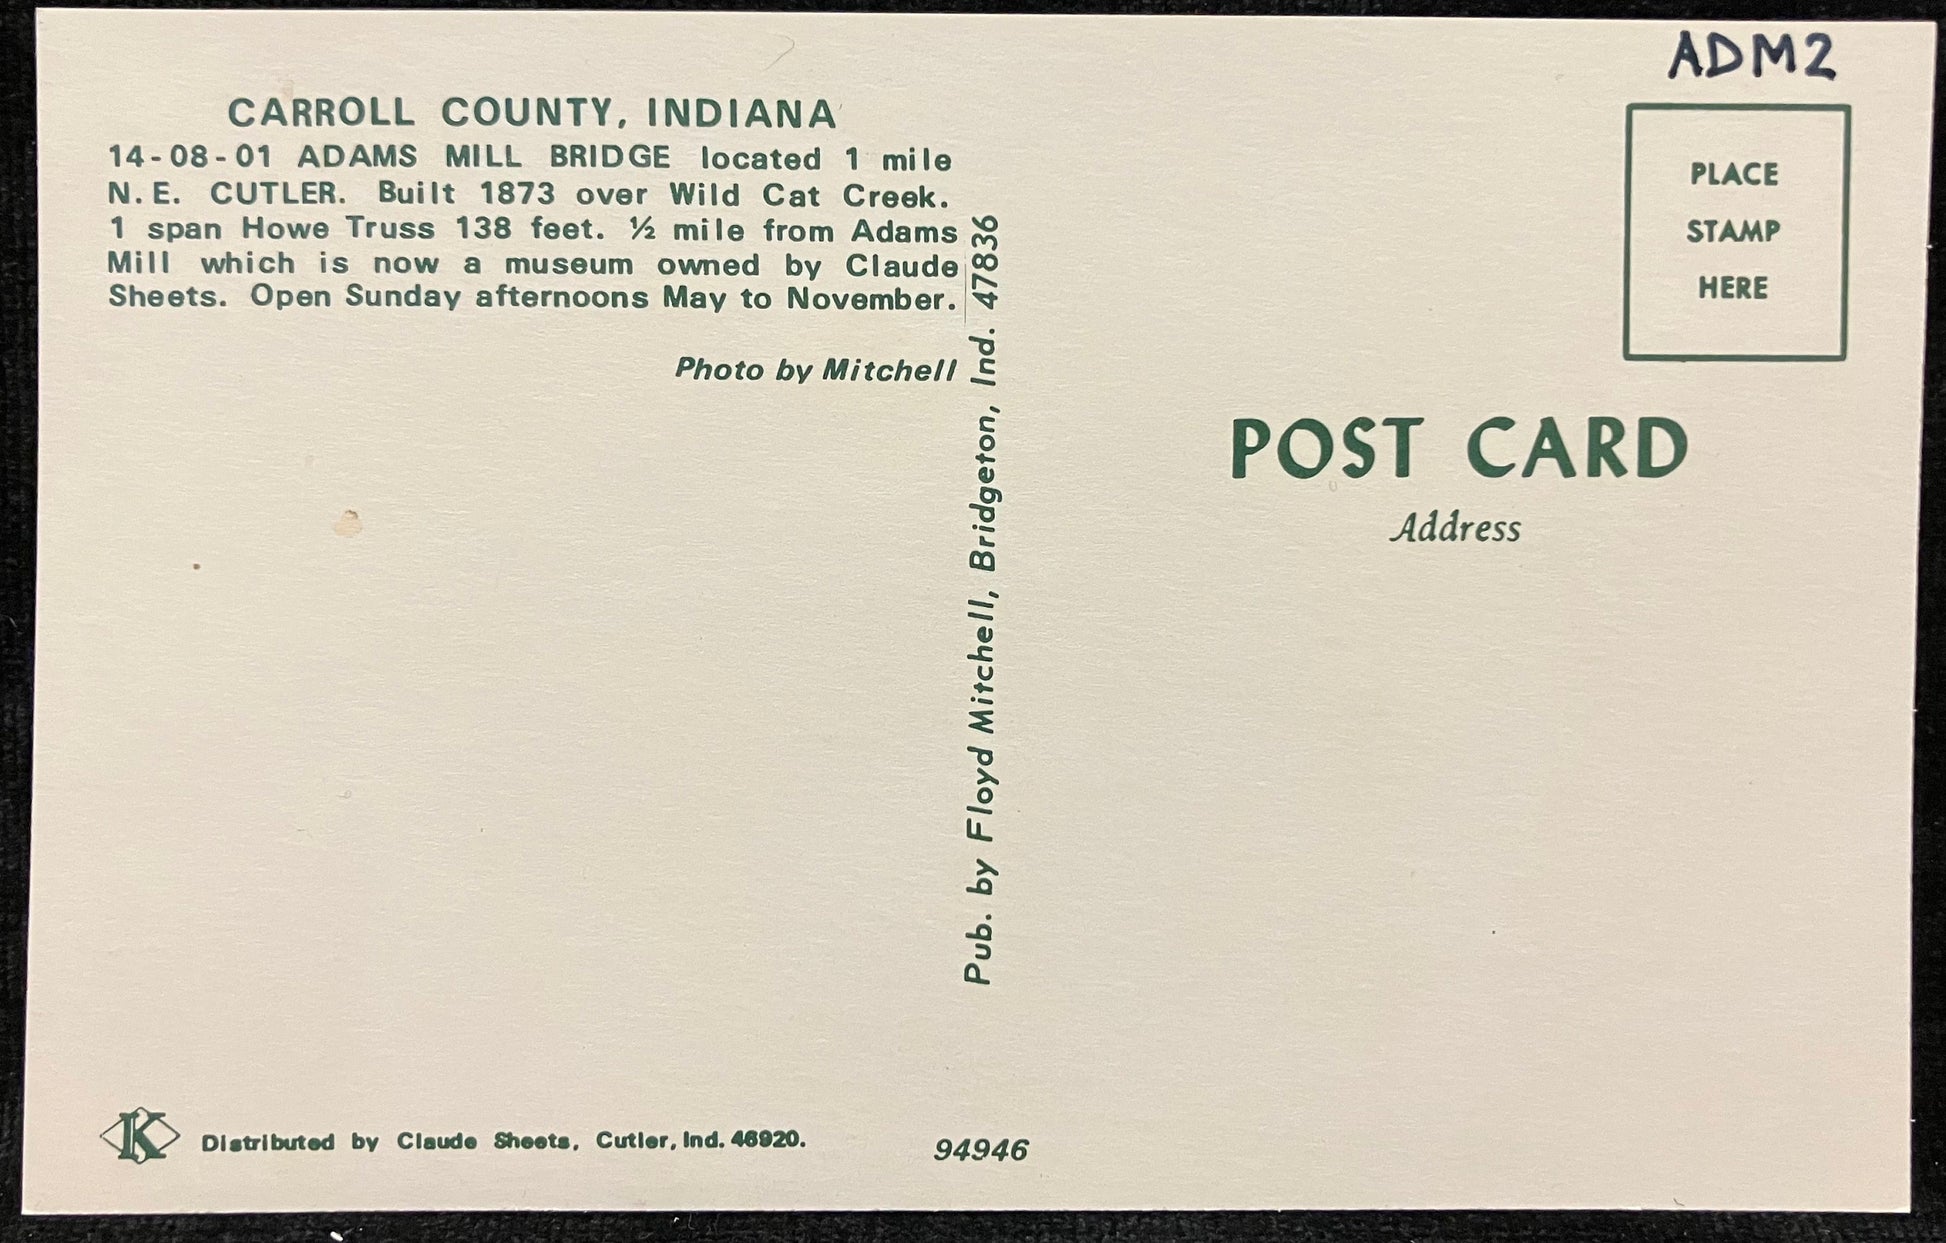 ADM2
CARROLL COUNTY, INDIANA
14-08-01 ADAMS MILL BRIDGE located 1 mile
N. E. CUTLER. Built 1873 over Wild Cat Creek.
1 span Howe Truss 138 feet. ½ mile from Adams
Mill which is now a museum owned by Claude
Sheets. Open Sunday afternoons May to November.
Photo by Mitchell
Pub. by Floyd Mitchell, Bridgeton, Ind. 47836
PLACE
STAMP
HERE
POST CARD
Address
K
Distributed by Claude Sheets, Cutler, Ind. 46920.
94946